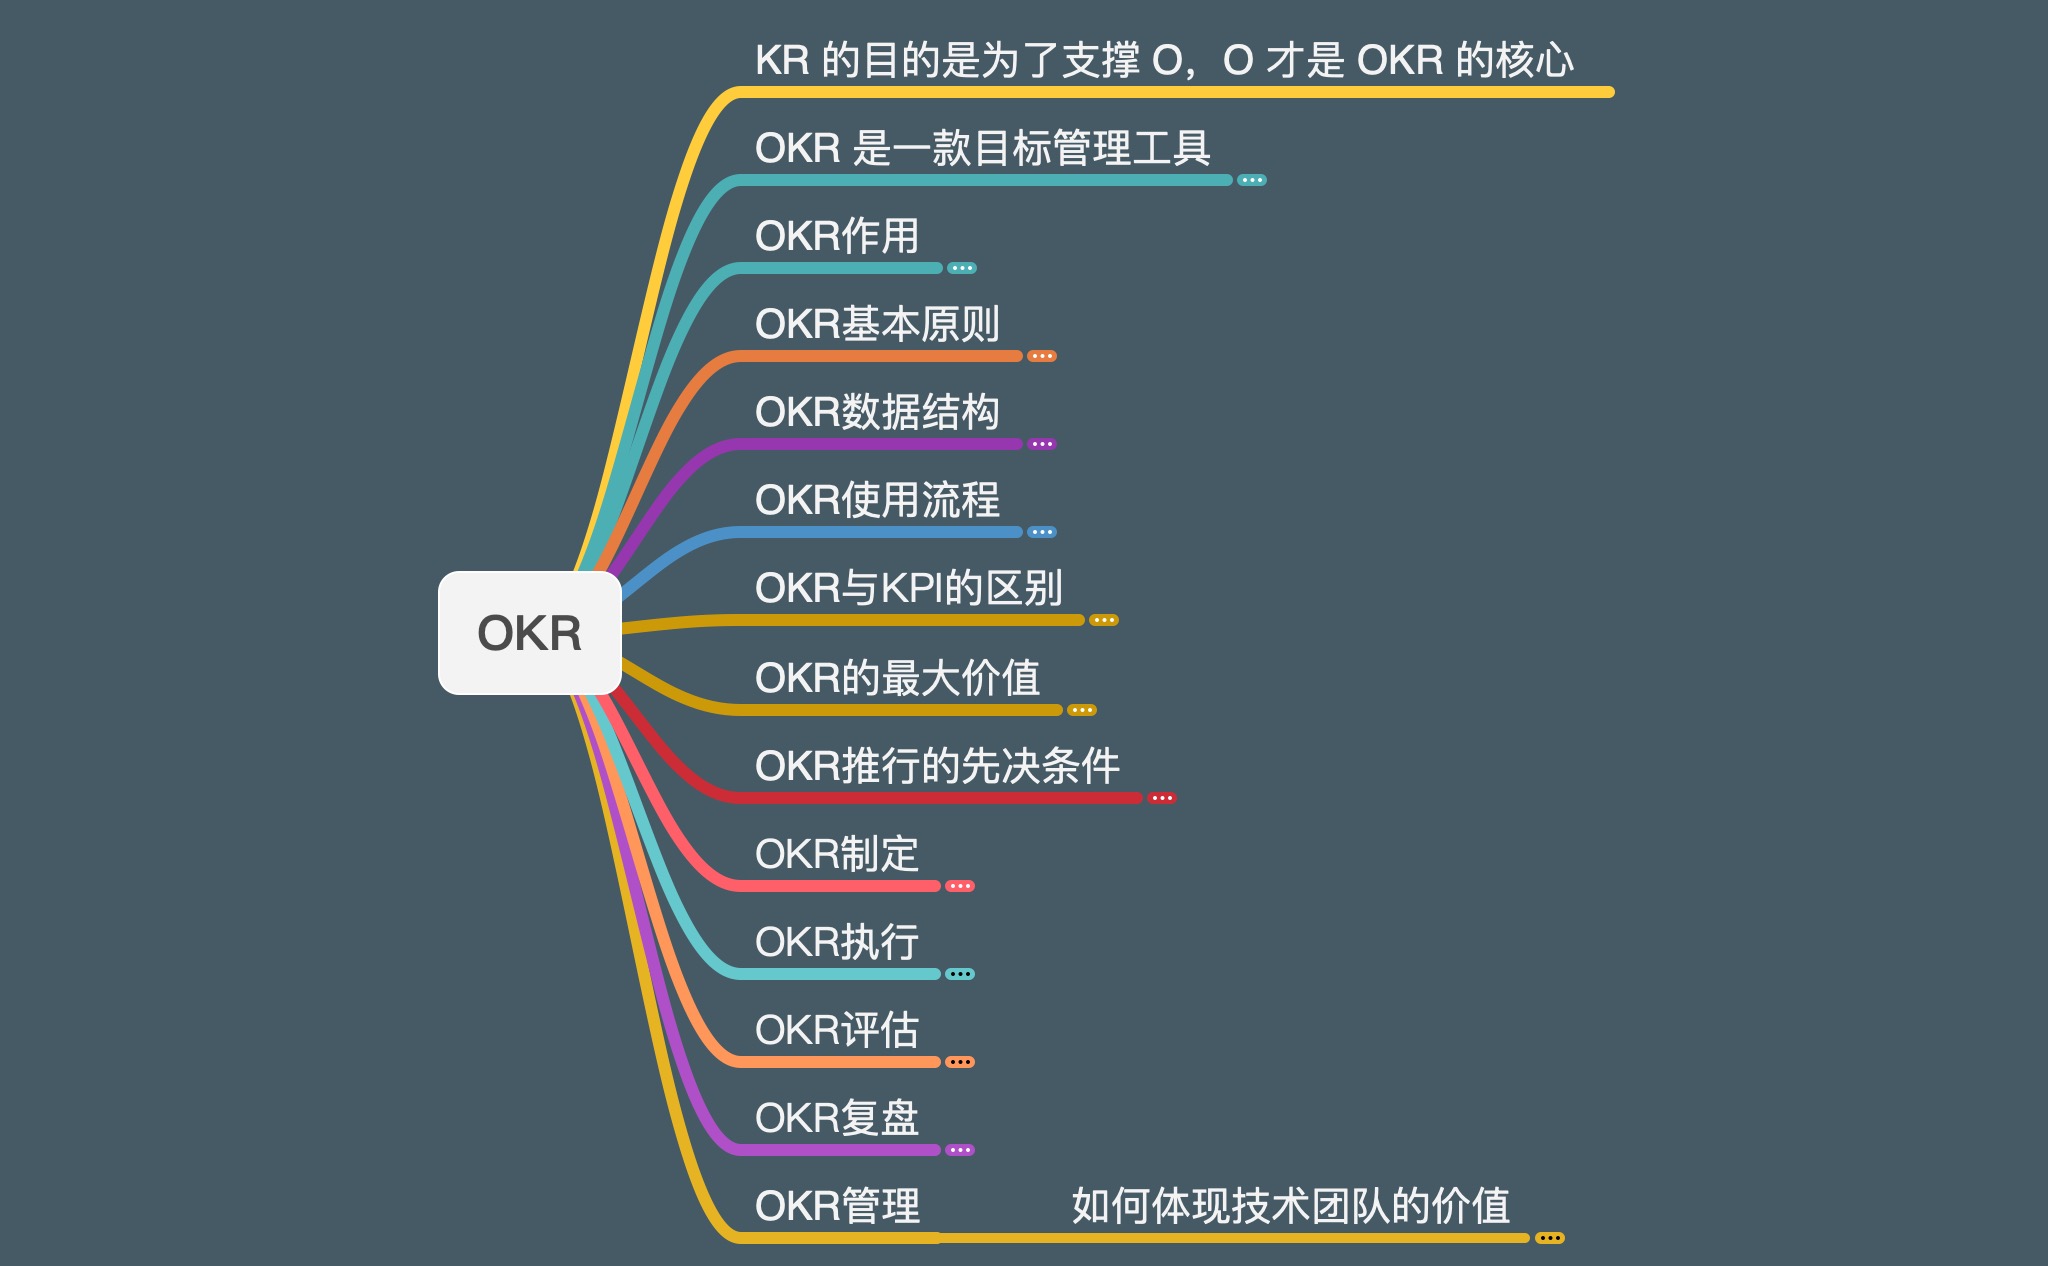 KR 的目的是为了支撑 O，O 才是 OKR 的核心
OKR 是一款目标管理工具
OKR作用
OKR基本原则
OKR数据结构
OKR使用流程
OKR与KPI的区别
OKR
OKR的最大价值
OKR推行的先决条件
OKR制定
OKR执行
OKR评估
OKR复盘
OKR管理
如何体现技术团队的价值